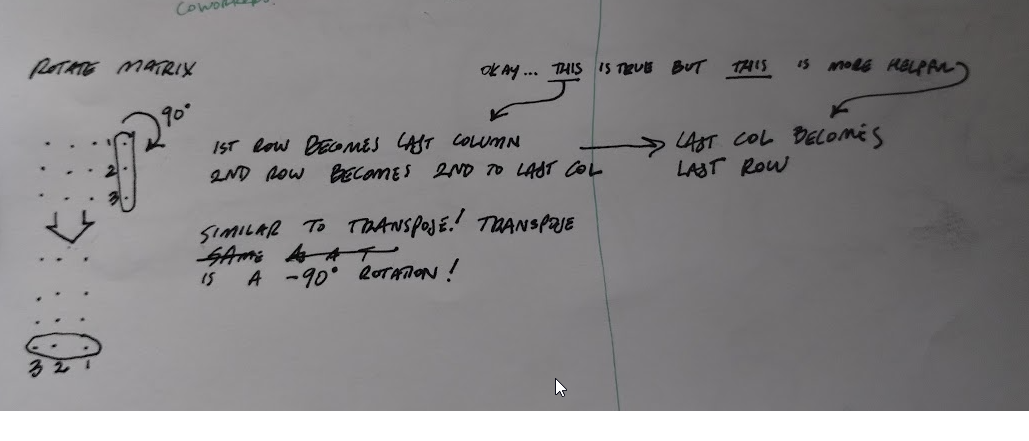 COWORKERS.
ROTATE MATRIX
OKAY... THIS IS TRUE BUT THIS IS MORE HELPFUL
90°
1ST ROW BECOMES LAST COLUMN
2ND ROW BECOMES 2ND TO LAST COL
LAST COL BECOMES
LAST ROW
1
2
3
SIMILAR TO TRANSPOSE! TRANSPOSE
SAME AS A T
IS A -90° ROTATION!
3 2 1